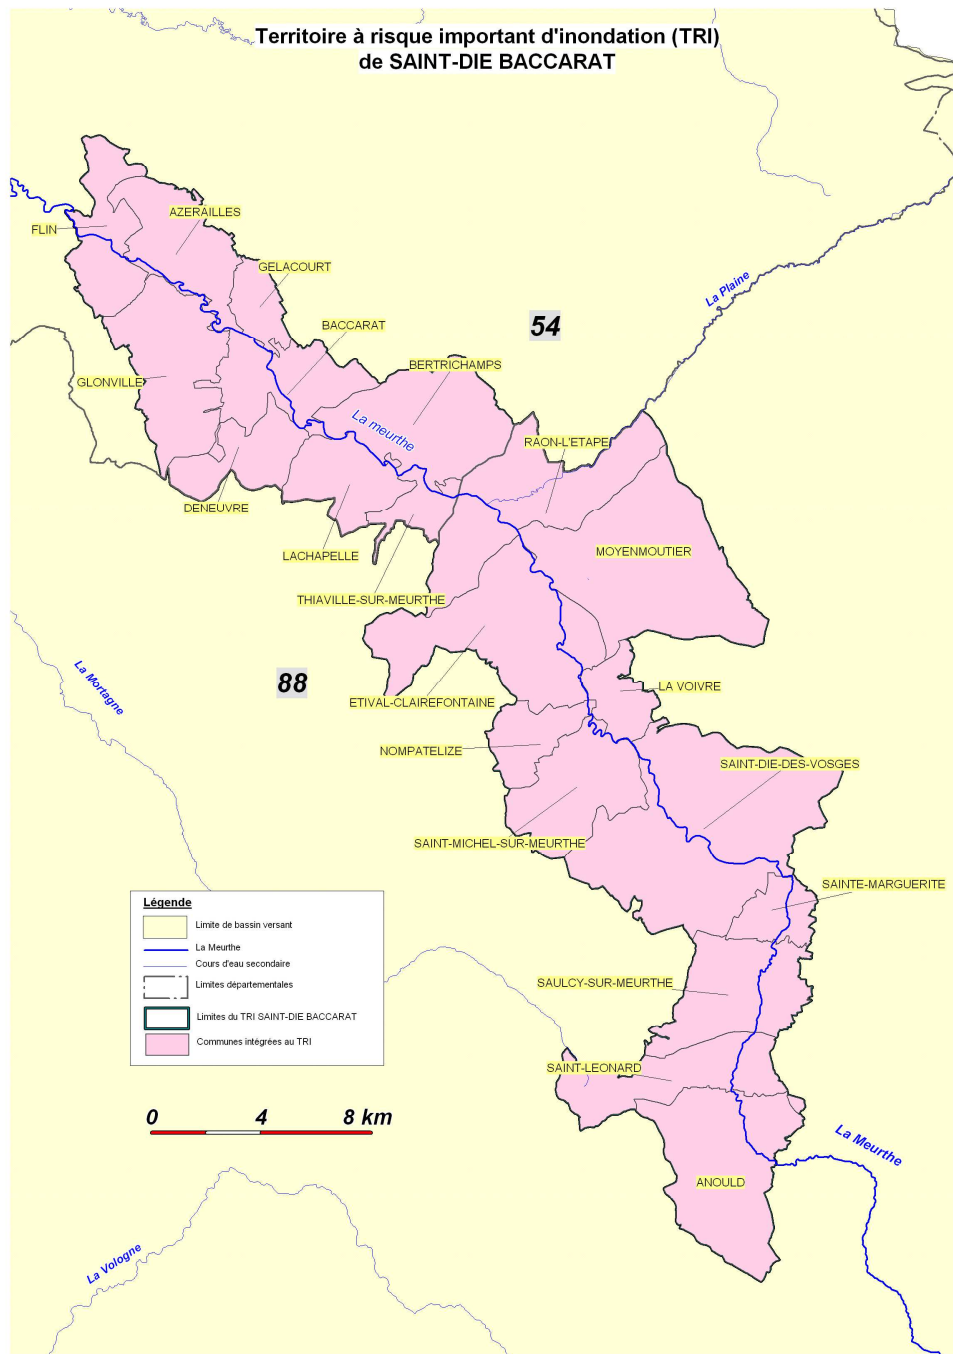 Territoire à risque important d'inondation (TRI)
de SAINT-DIE BACCARAT
AZERAILLES
FLIN
GELACOURT
La Plaine
BACCARAT
54
BERTRICHAMPS
GLONVILLE
La meurthe
RAON-L'ETAPE
DENEUVRE
MOYENMOUTIER
LACHAPELLE
THIAVILLE-SUR-MEURTHE
La Mortagne
88
LA VOIVRE
ETIVAL-CLAIREFONTAINE
NOMPATELIZE
SAINT-DIE-DES-VOSGES
SAINT-MICHEL-SUR-MEURTHE
SAINTE-MARGUERITE
Légende
Limite de bassin versant
La Meurthe
Cours d'eau secondaire
Limites départementales
Limites du TRI SAINT-DIE BACCARAT
Communes intégrées au TRI
SAULCY-SUR-MEURTHE
SAINT-LEONARD
0 4 8 km
La Meurthe
ANOULD
La Vologne